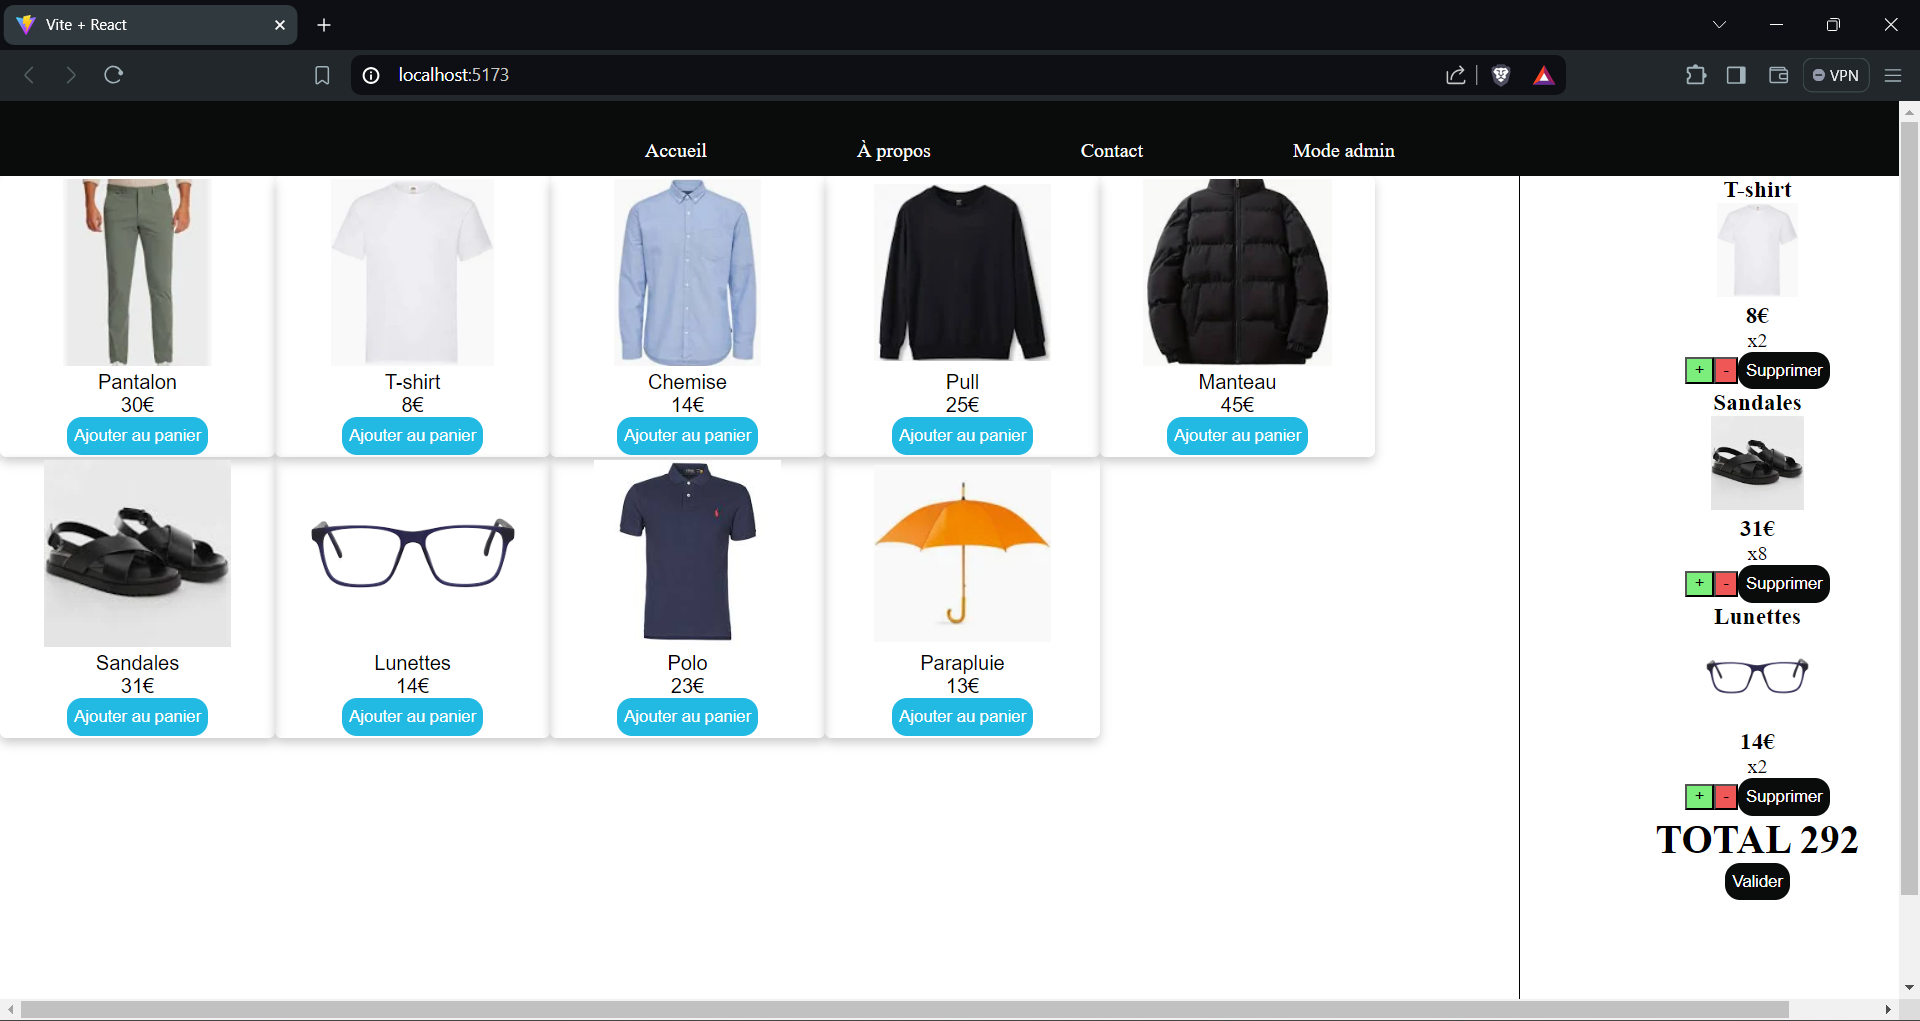 Vite + React
localhost:5173
VPN
Accueil
À propos
Contact
Mode admin
Pantalon
30€
Ajouter au panier
T-shirt
8€
Ajouter au panier
Chemise
14€
Ajouter au panier
Pull
25€
Ajouter au panier
Manteau
45€
Ajouter au panier
Sandales
31€
Ajouter au panier
Lunettes
14€
Ajouter au panier
Polo
23€
Ajouter au panier
Parapluie
13€
Ajouter au panier
T-shirt
8€
x2
+ - Supprimer
Sandales
31€
x8
+ - Supprimer
Lunettes
14€
x2
+ - Supprimer
TOTAL 292
Valider